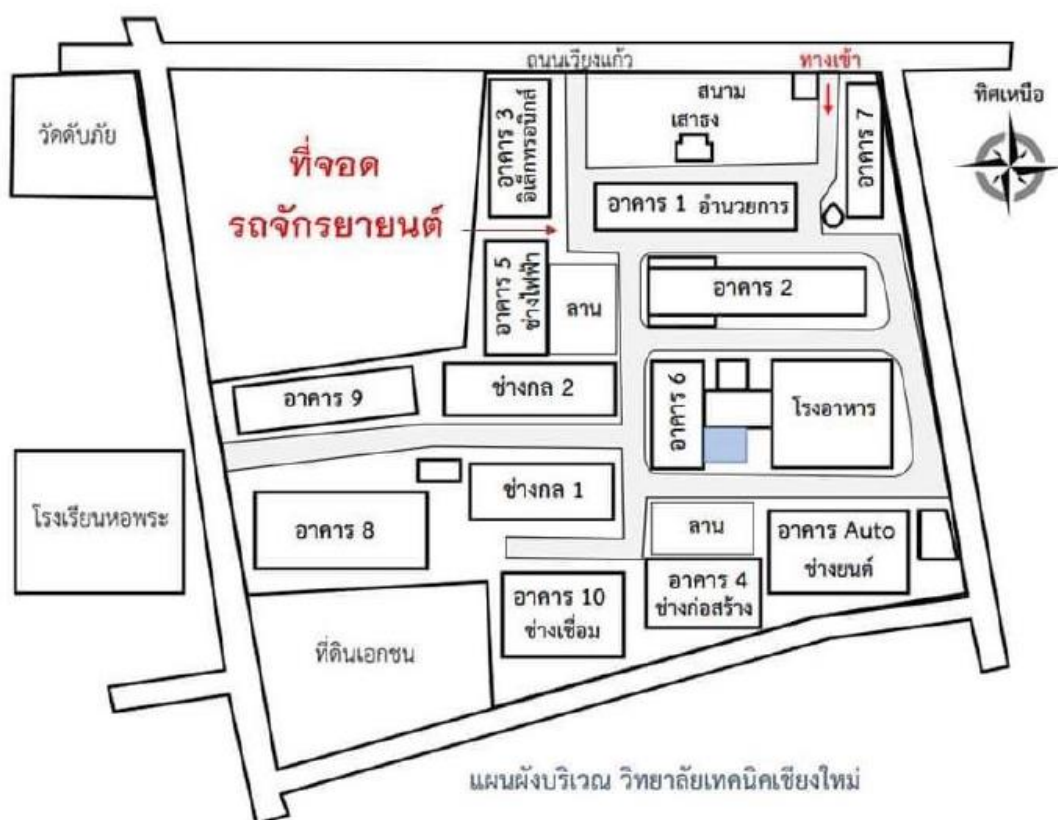 ถนนเวียงแก้ว
ทางเข้า
วัดดับภัย
ที่จอด
รถจักรยายนต์
อาคาร 3
อิเล็กทรอนิกส์
สนาม
เสาธง
อาคาร 7
ทิศเหนือ
อาคาร 1 อำนวยการ
อาคาร 5
ช่างไฟฟ้า
ลาน
อาคาร 2
อาคาร 9
ช่างกล 2
อาคาร 6
โรงอาหาร
โรงเรียนหอพระ
อาคาร 8
ช่างกล 1
ลาน
อาคาร Auto
ช่างยนต์
อาคาร 10
ช่างเชื่อม
อาคาร 4
ช่างก่อสร้าง
ที่ดินเอกชน
แผนผังบริเวณ วิทยาลัยเทคนิคเชียงใหม่